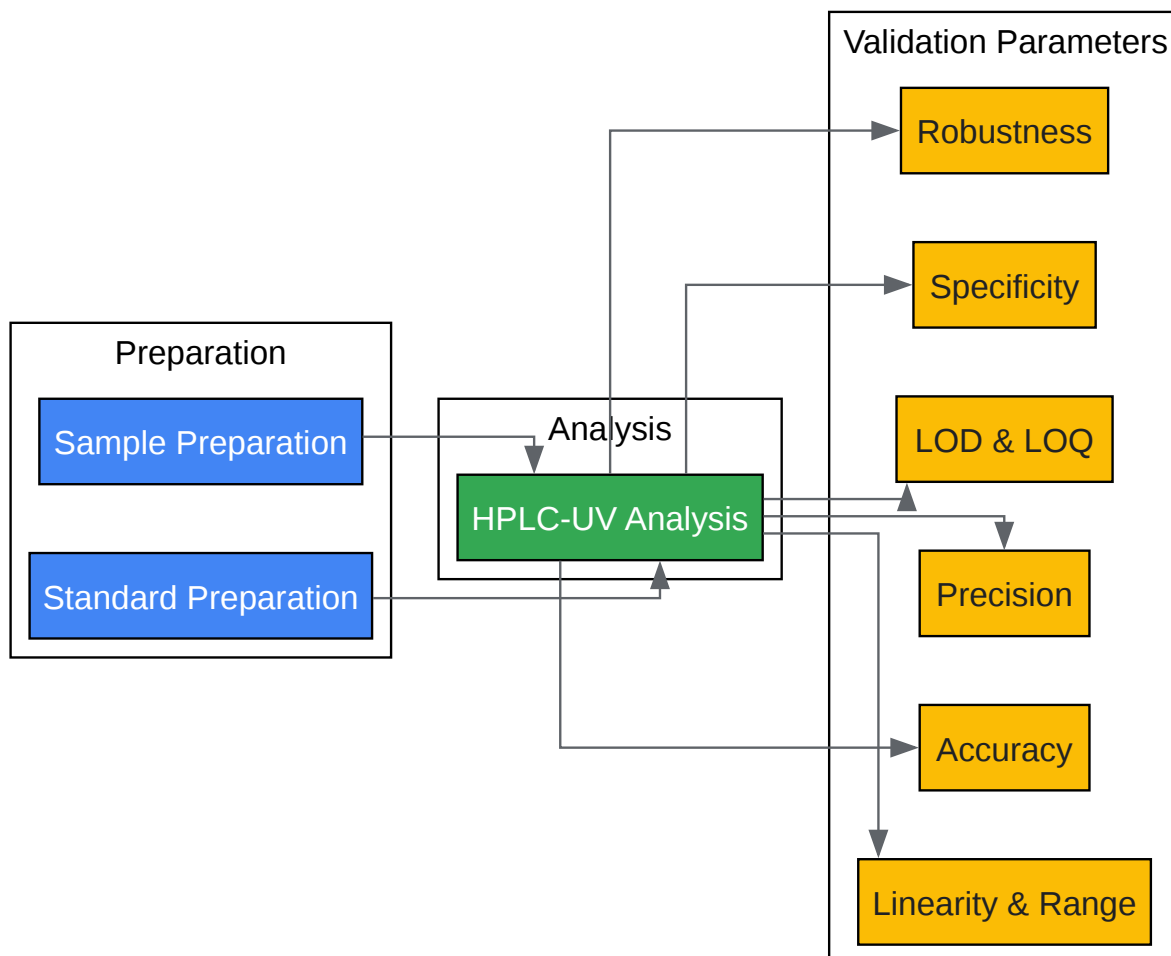 Validation Parameters
Robustness
Specificity
Preparation
Sample Preparation
Standard Preparation
Analysis
HPLC-UV Analysis
LOD & LOQ
Precision
Accuracy
Linearity & Range